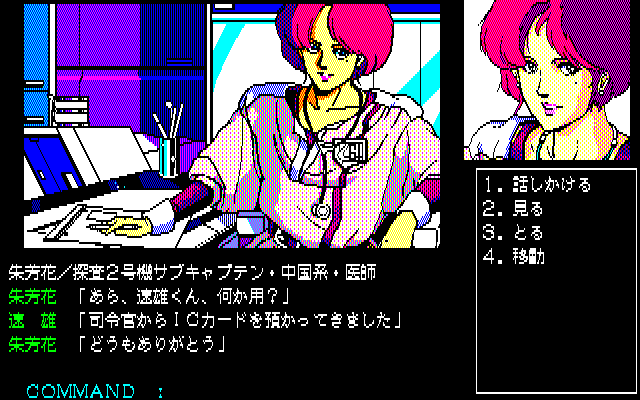 朱芳花／探査２号機サブキャプテン・中国系・医師
朱芳花　「あら、速雄くん、何か用？」
速　雄　「司令官からＩＣカードを預かってきました」
朱芳花　「どうもありがとう」
COMMAND :
1. 話しかける
2. 見る
3. とる
4. 移動